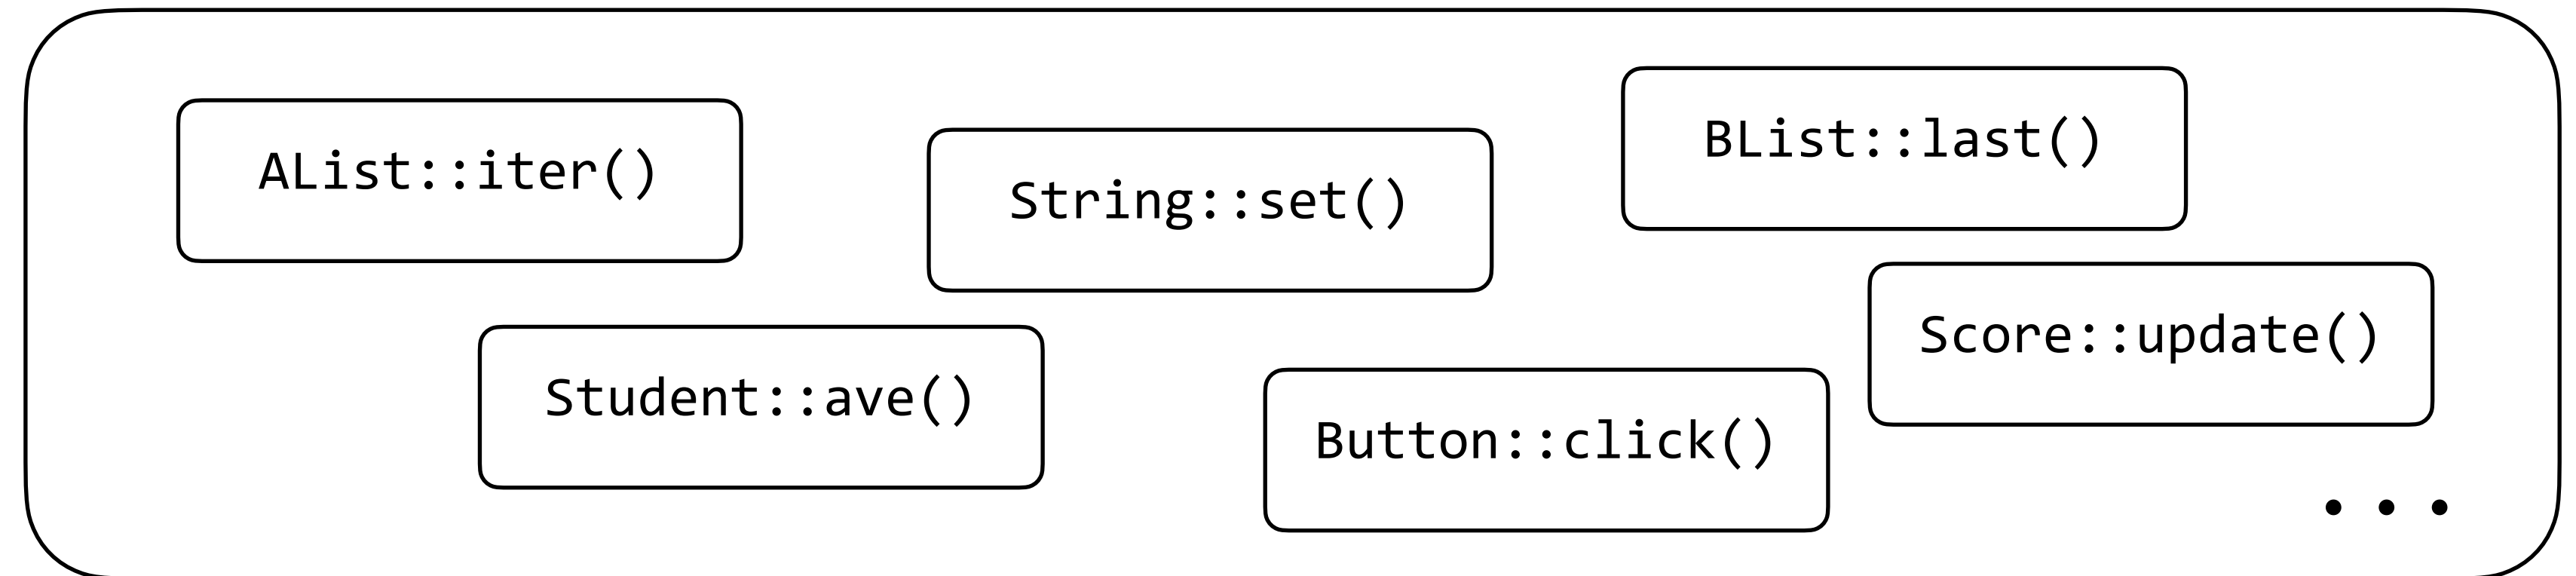 AList::iter()
String::set()
BList::last()
Student::ave()
Button::click()
Score::update()
...